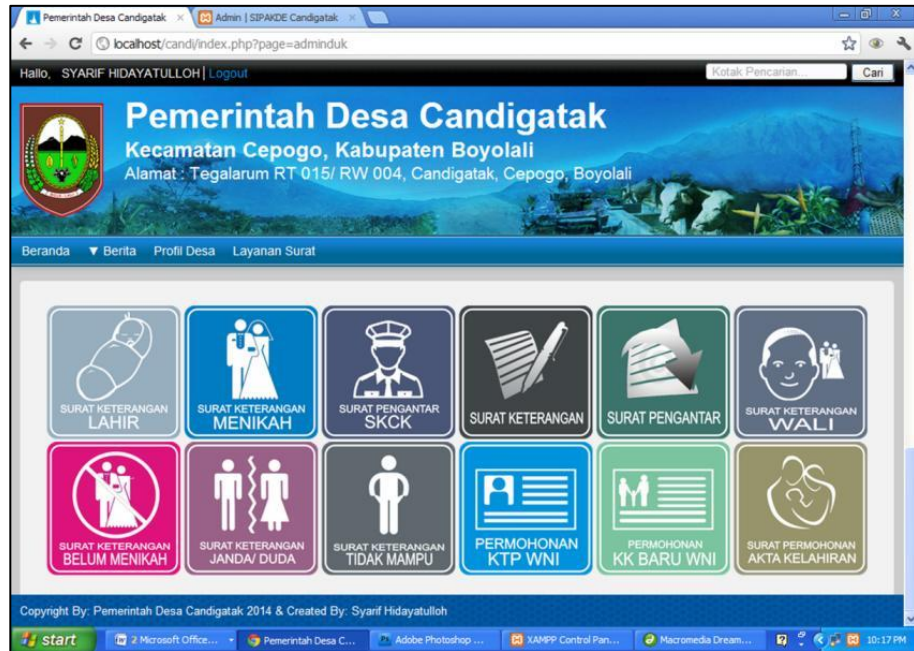 Pemerintah Desa Candigatak
Admin | SIPAKDE Candigatak
localhost/candi/index.php?page=adminduk
Hallo, SYARIF HIDAYATULLOH | Logout
Kotak Pencarian...
Cari
Pemerintah Desa Candigatak
Kecamatan Cepogo, Kabupaten Boyolali
Alamat : Tegalarum RT 015/ RW 004, Candigatak, Cepogo, Boyolali
Beranda ▼ Berita Profil Desa Layanan Surat
SURAT KETERANGAN
LAHIR
SURAT KETERANGAN
MENIKAH
SURAT PENGANTAR
SKCK
SURAT KETERANGAN
SURAT PENGANTAR
SURAT KETERANGAN
WALI
SURAT KETERANGAN
BELUM MENIKAH
SURAT KETERANGAN
JANDA/ DUDA
SURAT KETERANGAN
TIDAK MAMPU
PERMOHONAN
KTP WNI
PERMOHONAN
KK BARU WNI
SURAT PERMOHONAN
AKTA KELAHIRAN
Copyright By: Pemerintah Desa Candigatak 2014 & Created By: Syarif Hidayatulloh
start
2 Microsoft Office...
Pemerintah Desa C...
Adobe Photoshop ...
XAMPP Control Pan...
Macromedia Dream...
10:17 PM